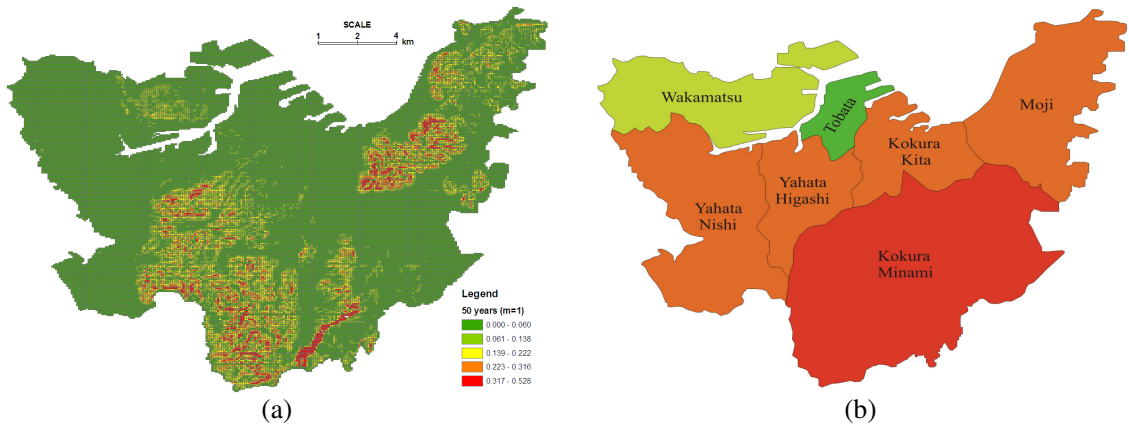 SCALE
1 2 4
km
Legend
50 years (m=1)
0.000 - 0.060
0.061 - 0.138
0.139 - 0.222
0.223 - 0.316
0.317 - 0.528
(a)
Wakamatsu
Tobata
Moji
Kokura
Kita
Yahata
Higashi
Yahata
Nishi
Kokura
Minami
(b)